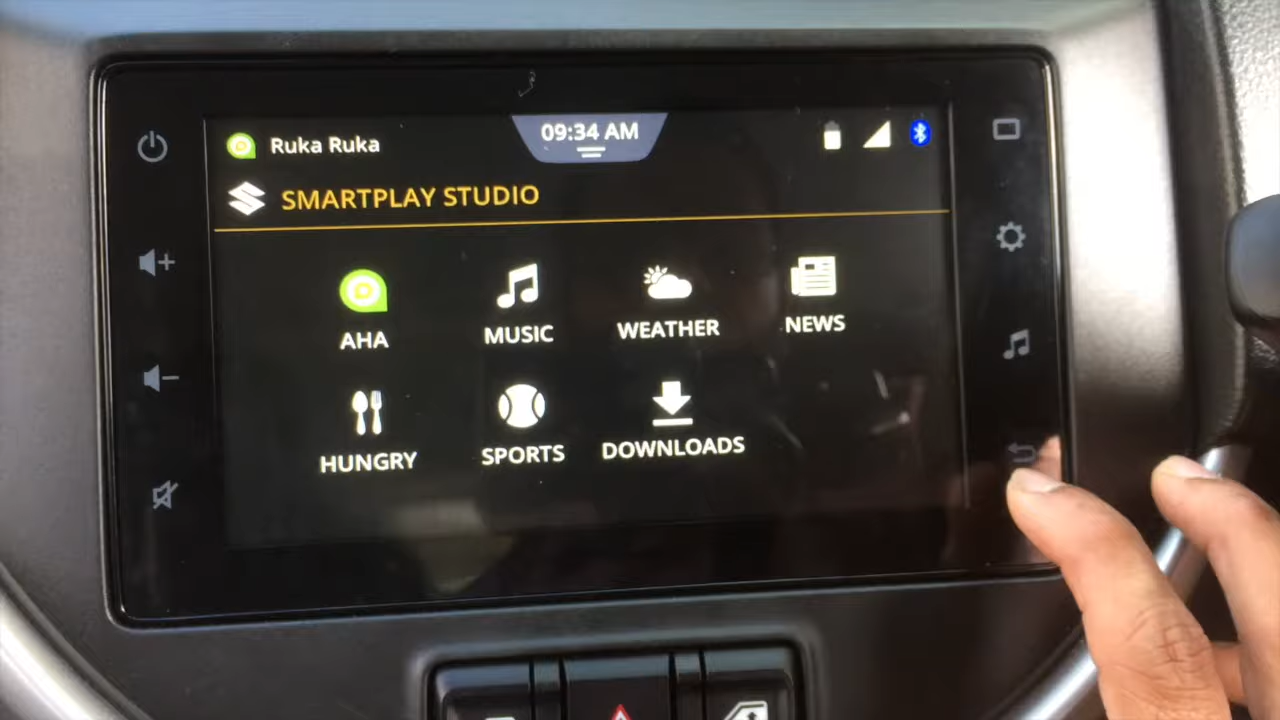 Ruka Ruka
09:34 AM
SMARTPLAY STUDIO
AHA
MUSIC
WEATHER
NEWS
HUNGRY
SPORTS
DOWNLOADS